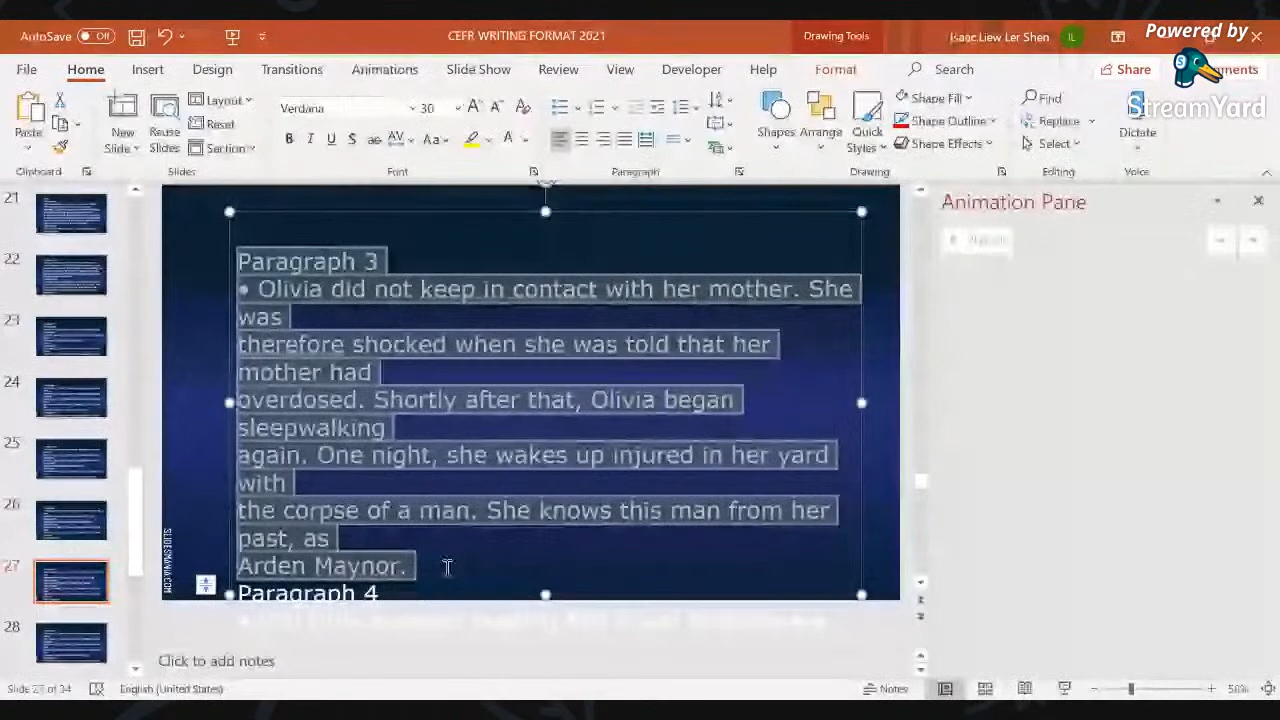 Powered by
StreamYard
AutoSave Off
CEFR WRITING FORMAT 2021
Drawing Tools
Isaac.Liew Ler Shen IL
File Home Insert Design Transitions Animations Slide Show Review View Developer Help Format Search Share
Paste
New Slide
Reuse Slides
Layout
Reset
Section
Verdana 30
Shapes
Arrange
Quick Styles
Shape Fill
Shape Outline
Shape Effects
Find
Replace
Select
Dictate
Clipboard Slides Font Paragraph Drawing Editing Voice
21
22
23
24
25
26
27
28
Paragraph 3
• Olivia did not keep in contact with her mother. She
was
therefore shocked when she was told that her
mother had
overdosed. Shortly after that, Olivia began
sleepwalking
again. One night, she wakes up injured in her yard
with
the corpse of a man. She knows this man from her
past, as
Arden Maynor.
Paragraph 4
SLIDESMANIA.COM
Animation Pane
Click to add notes
Slide 27 of 34 English (United States) Notes 50%